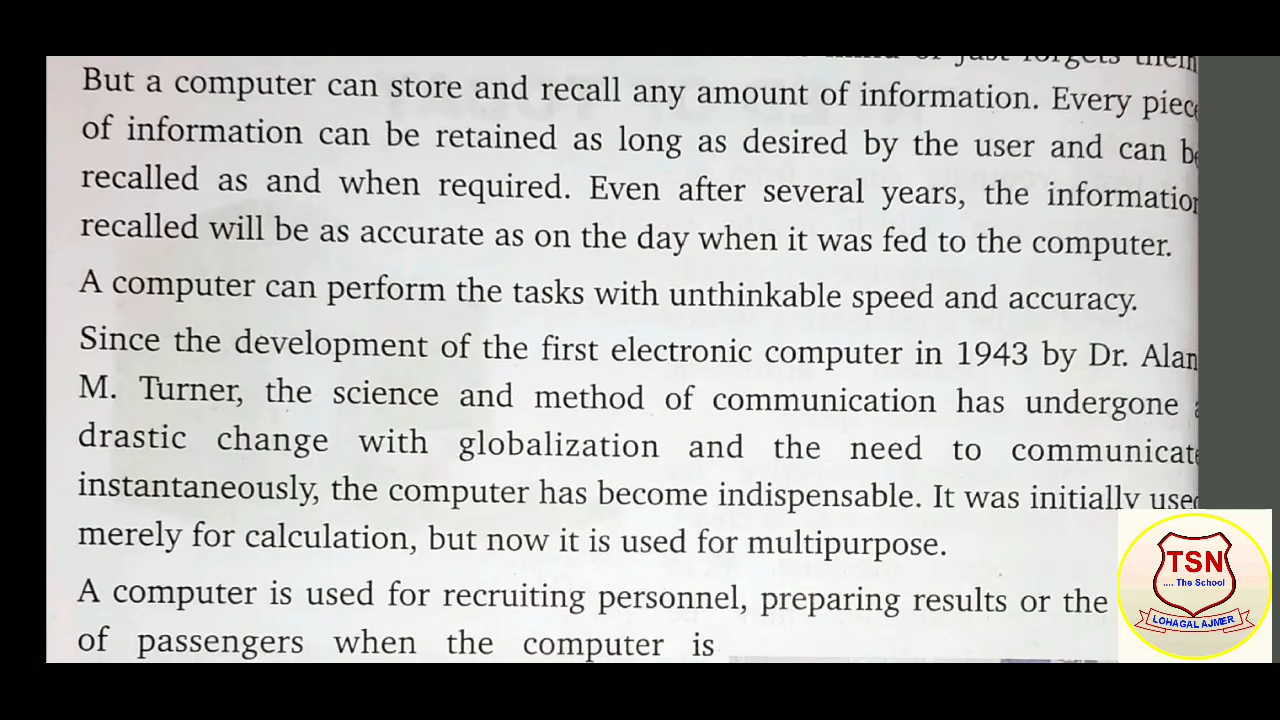 just forgets them
But a computer can store and recall any amount of information. Every piec
of information can be retained as long as desired by the user and can b
recalled as and when required. Even after several years, the informatio
recalled will be as accurate as on the day when it was fed to the computer.
A computer can perform the tasks with unthinkable speed and accuracy.
Since the development of the first electronic computer in 1943 by Dr. Alan
M. Turner, the science and method of communication has undergone
drastic change with globalization and the need to communicat
instantaneously, the computer has become indispensable. It was initially used
merely for calculation, but now it is used for multipurpose.
A computer is used for recruiting personnel, preparing results or the
of passengers when the computer is
TSN
.... The School
LOHAGAL AJMER